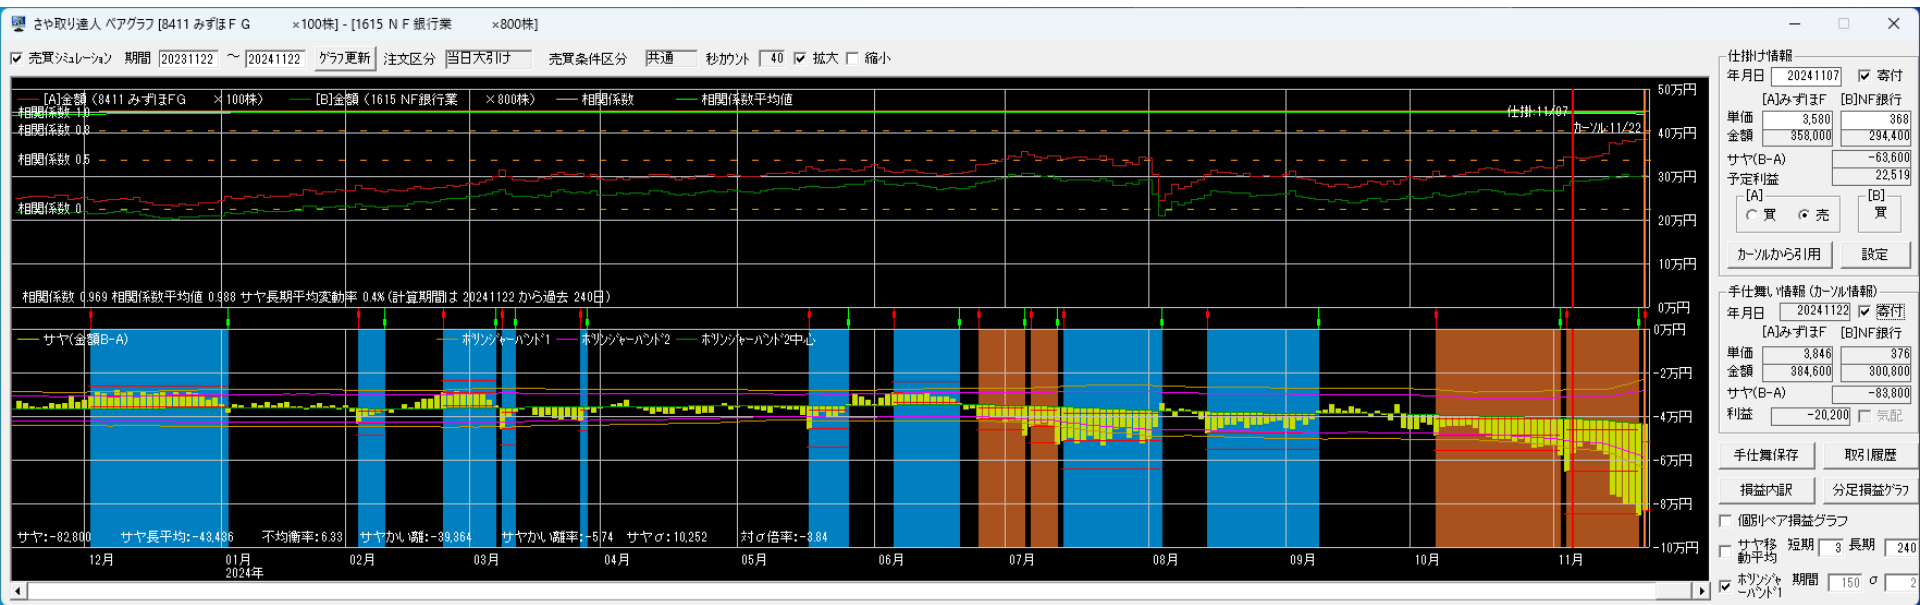 さや取り達人 ペアグラフ [8411 みずほＦＧ ×100株] - [1615 ＮＦ銀行業 ×800株]
売買シュミレーション 期間 20231122 ～ 20241122 グラフ更新 注文区分 当日大引け 売買条件区分 共通 秒カウント 40 拡大 縮小
[A]金額（8411 みずほFG ×100株） [B]金額（1615 NF銀行業 ×800株） 相関係数 相関係数平均値
相関係数 1.0
相関係数 0.8
相関係数 0.5
相関係数 0
仕掛:11/07
カーソル:11/22
50万円
40万円
30万円
20万円
10万円
0万円
相関係数 0.969 相関係数平均値 0.988 サヤ長期平均変動率 0.4% (計算期間は 20241122 から過去 240日)
サヤ(金額B-A) ボリンジャーバンド1 ボリンジャーバンド2 ボリンジャーバンド2中心
0万円
-2万円
-4万円
-6万円
-8万円
-10万円
サヤ:-82,800 サヤ長平均:-43,436 不均衡率:6.33 サヤかい離:-39,364 サヤかい離率:-5.74 サヤσ:10,252 対σ倍率:-3.84
12月 01月 02月 03月 04月 05月 06月 07月 08月 09月 10月 11月
2024年
仕掛け情報
年月日 20241107 寄付
[A]みずほF [B]NF銀行
単価 3,580 368
金額 358,000 294,400
サヤ(B-A) -63,600
予定利益 22,519
[A] [B]
買 売 買
カーソルから引用 設定
手仕舞い情報 (カーソル情報)
年月日 20241122 寄付
[A]みずほF [B]NF銀行
単価 3,846 376
金額 384,600 300,800
サヤ(B-A) -83,800
利益 -20,200 気配
手仕舞保存 取引履歴
損益内訳 分足損益グラフ
個別ペア損益グラフ
サヤ移動平均 短期 3 長期 240
ボリンジャーバンド1 期間 150 σ 2